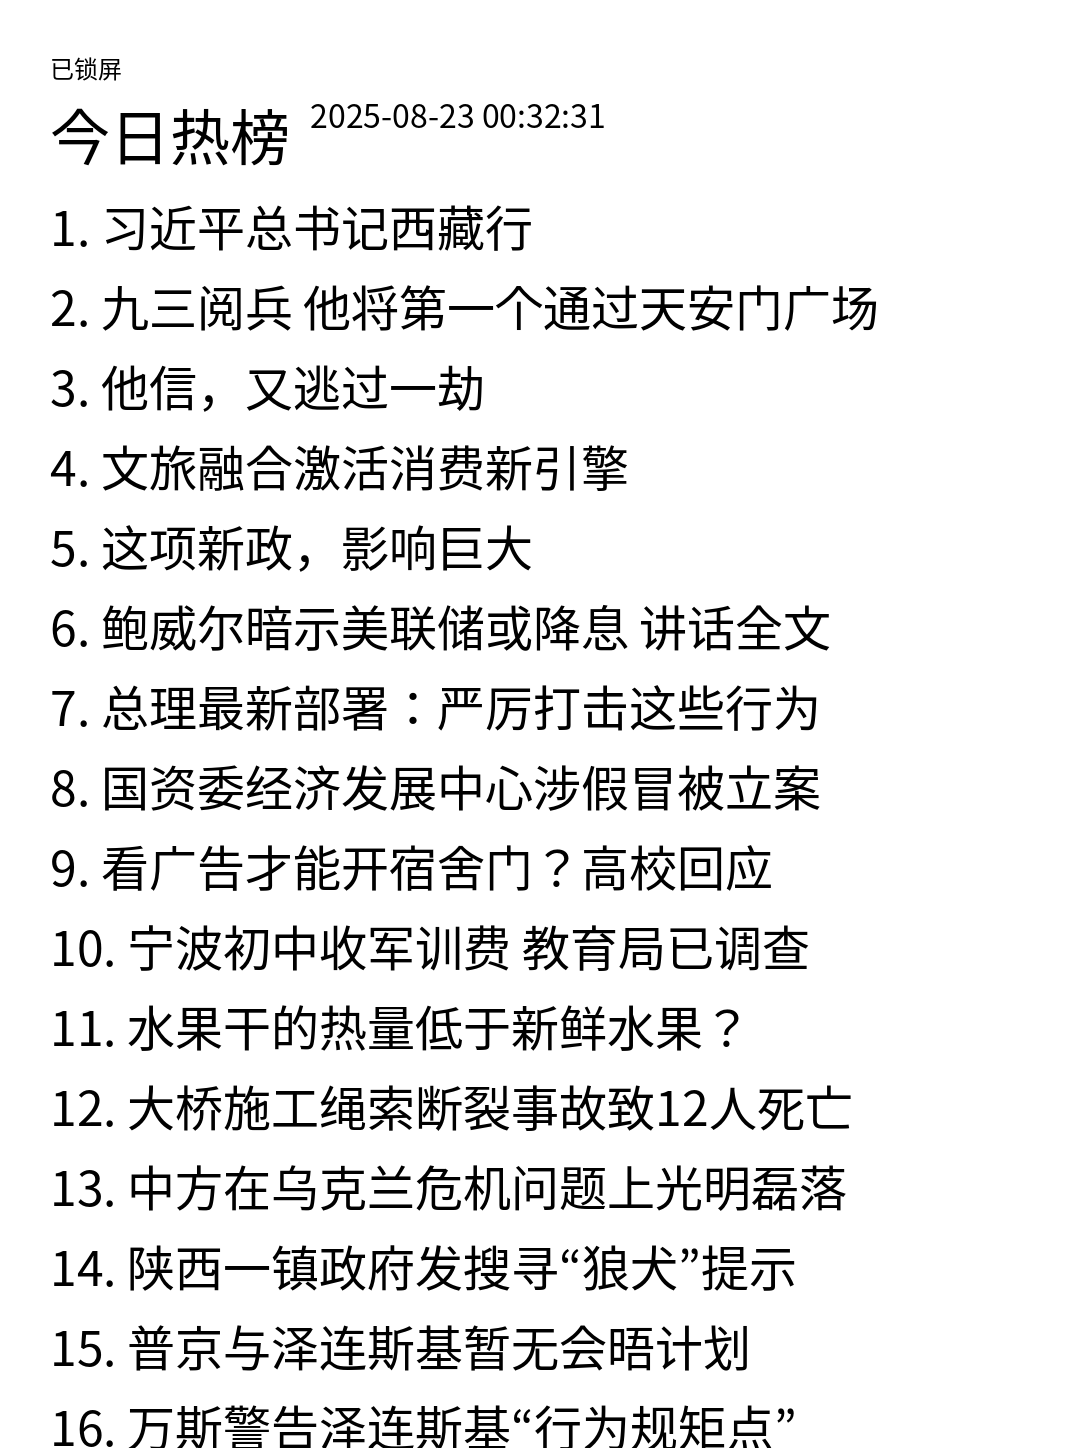 已锁屏
今日热榜 2025-08-23 00:32:31
1. 习近平总书记西藏行
2. 九三阅兵 他将第一个通过天安门广场
3. 他信，又逃过一劫
4. 文旅融合激活消费新引擎
5. 这项新政，影响巨大
6. 鲍威尔暗示美联储或降息 讲话全文
7. 总理最新部署：严厉打击这些行为
8. 国资委经济发展中心涉假冒被立案
9. 看广告才能开宿舍门？高校回应
10. 宁波初中收军训费 教育局已调查
11. 水果干的热量低于新鲜水果？
12. 大桥施工绳索断裂事故致12人死亡
13. 中方在乌克兰危机问题上光明磊落
14. 陕西一镇政府发搜寻“狼犬”提示
15. 普京与泽连斯基暂无会晤计划
16. 万斯警告泽连斯基“行为规矩点”